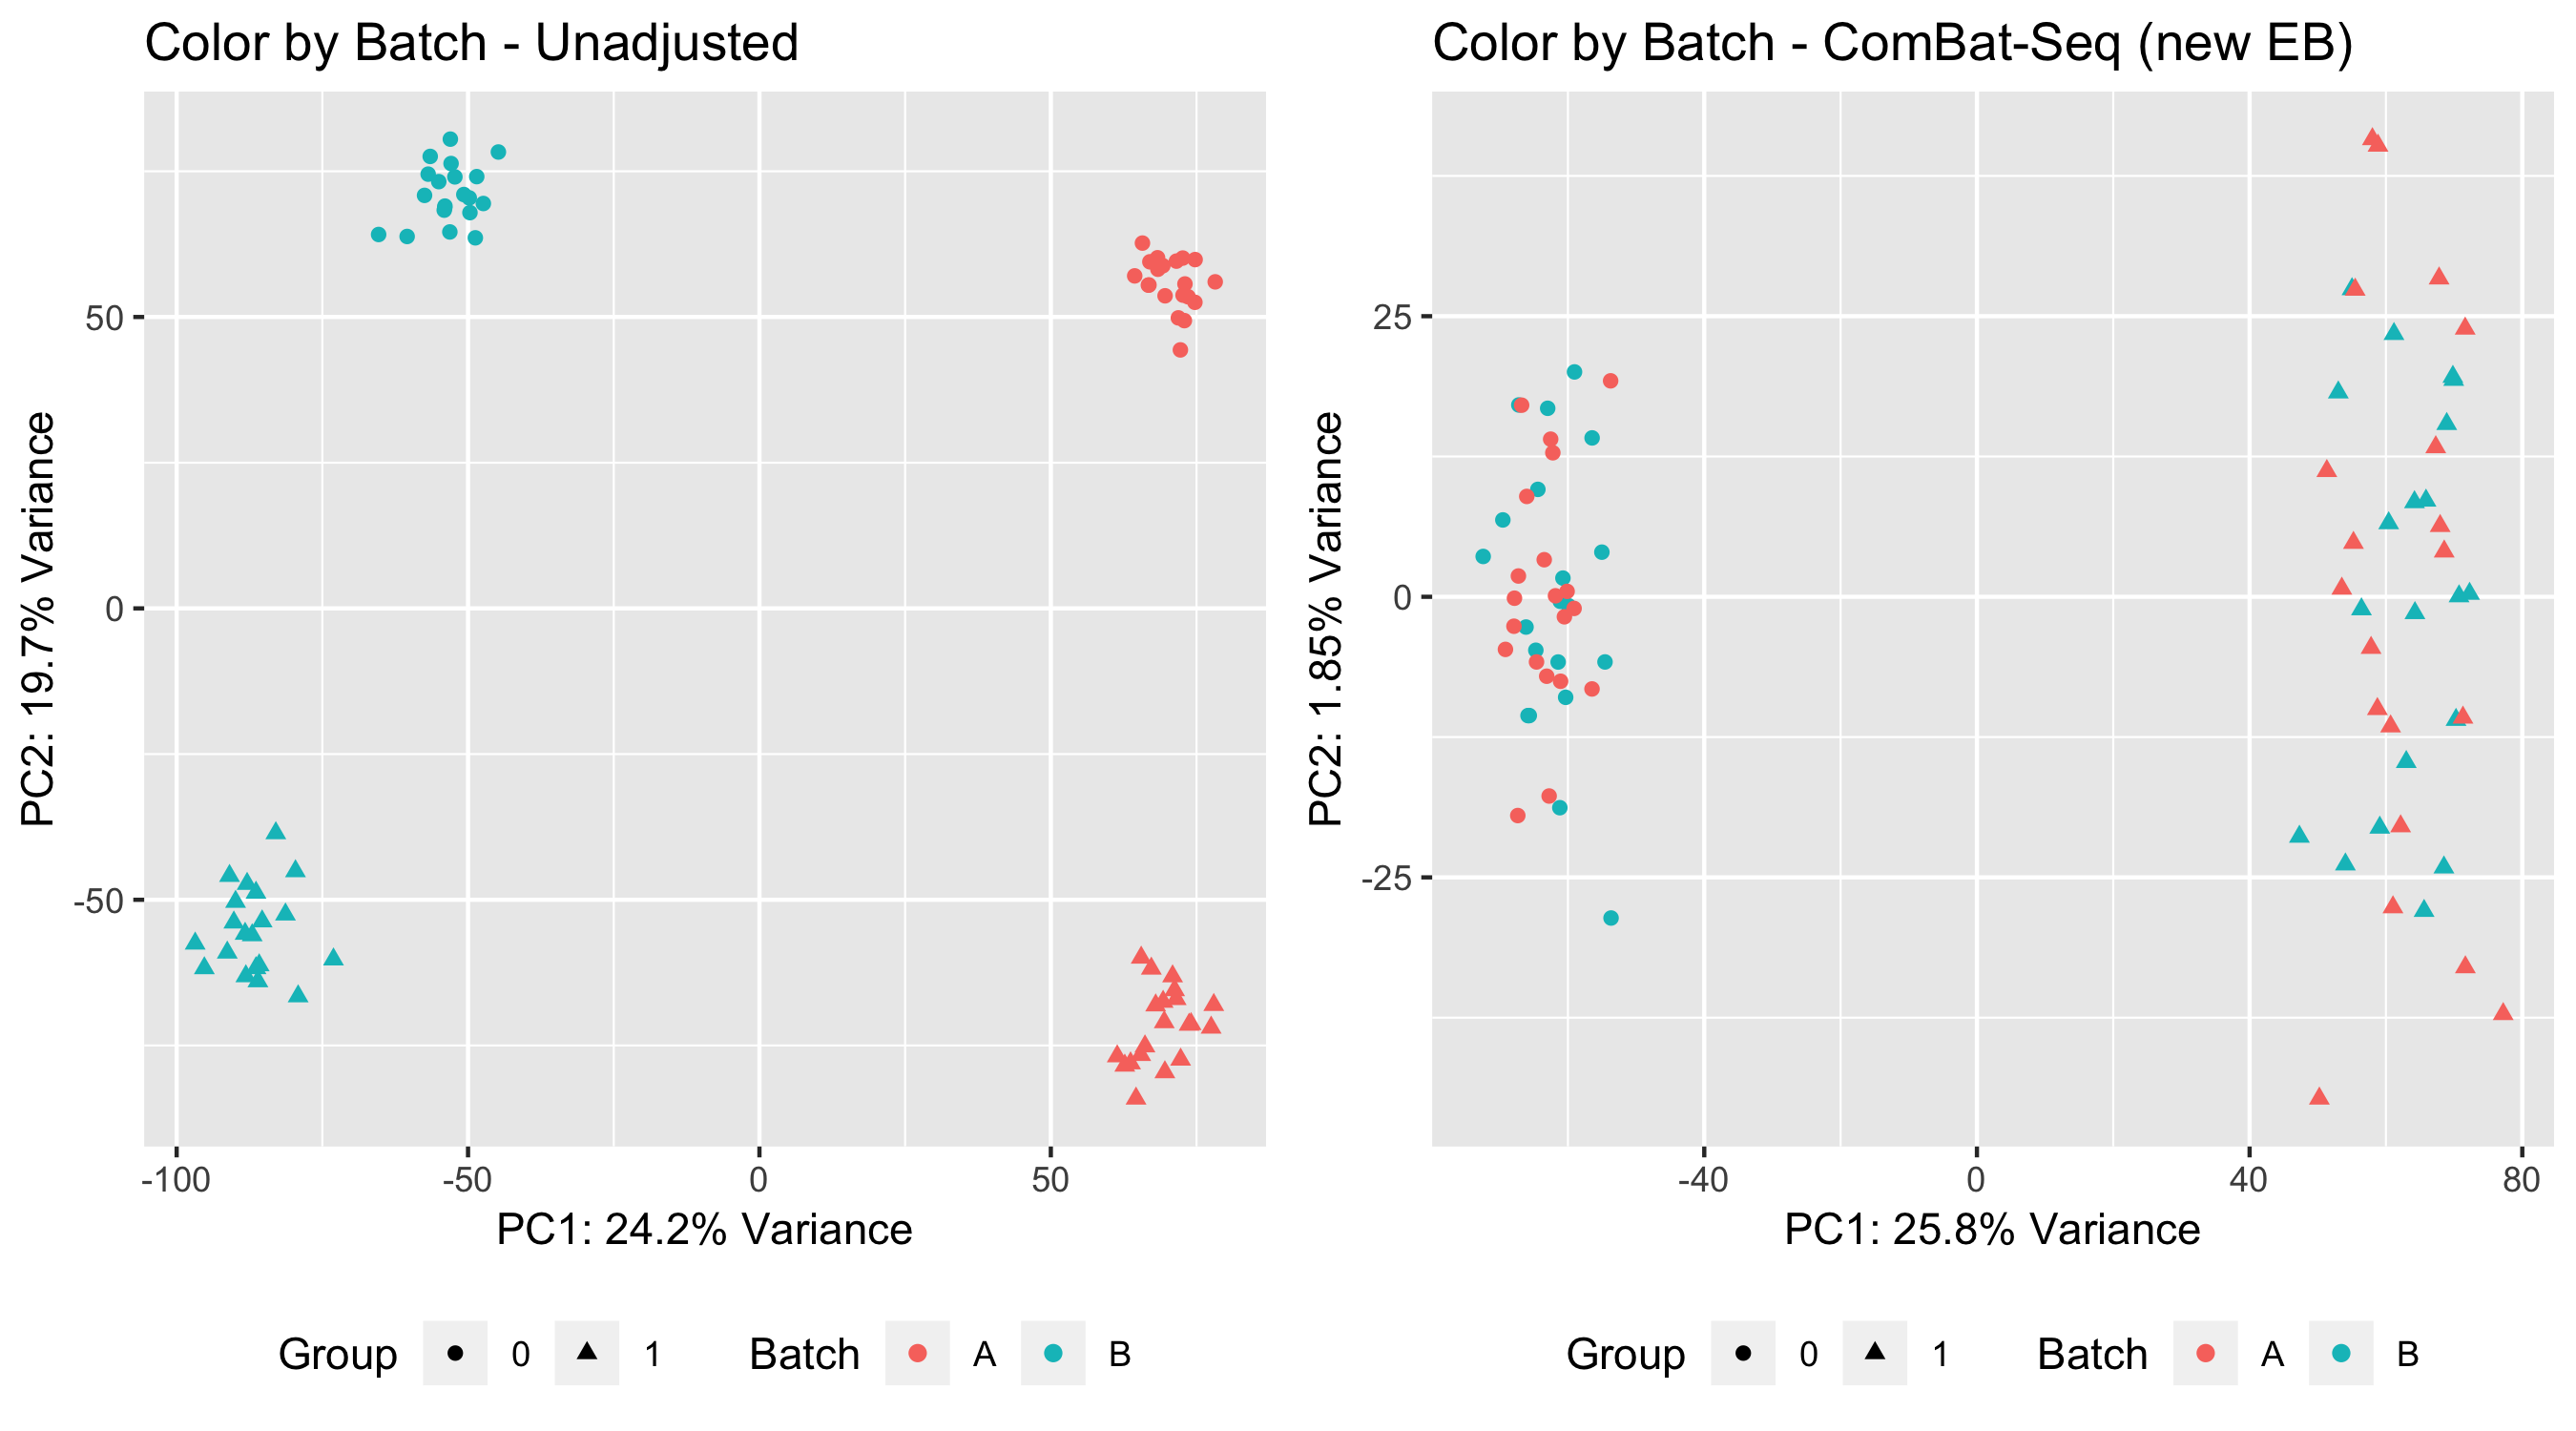 Color by Batch - Unadjusted
PC2: 19.7% Variance
50
0
-50
-100
-50
0
50
PC1: 24.2% Variance
Group 0 1 Batch A B
Color by Batch - ComBat-Seq (new EB)
PC2: 1.85% Variance
25
0
-25
-40
0
40
80
PC1: 25.8% Variance
Group 0 1 Batch A B